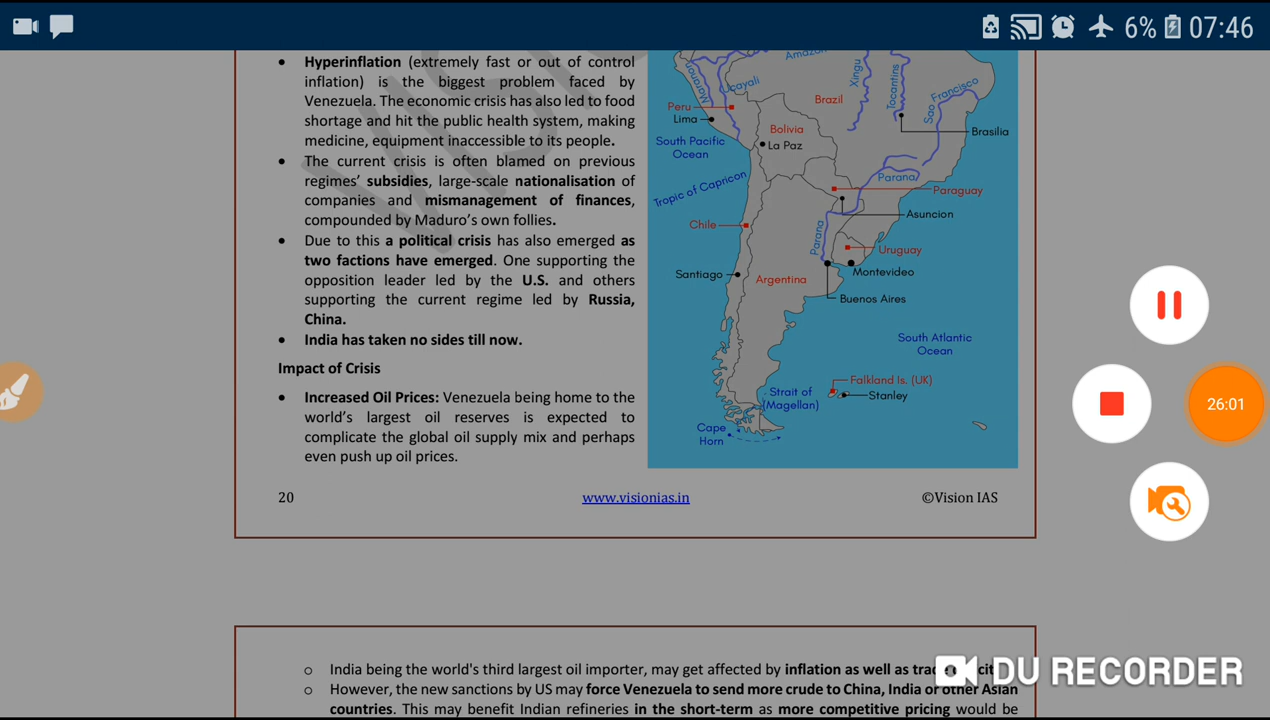 6% 07:46
• Hyperinflation (extremely fast or out of control
inflation) is the biggest problem faced by
Venezuela. The economic crisis has also led to food
shortage and hit the public health system, making
medicine, equipment inaccessible to its people.
• The current crisis is often blamed on previous
regimes' subsidies, large-scale nationalisation of
companies and mismanagement of finances,
compounded by Maduro's own follies.
• Due to this a political crisis has also emerged as
two factions have emerged. One supporting the
opposition leader led by the U.S. and others
supporting the current regime led by Russia,
China.
• India has taken no sides till now.
Impact of Crisis
• Increased Oil Prices: Venezuela being home to the
world's largest oil reserves is expected to
complicate the global oil supply mix and perhaps
even push up oil prices.
Amazon
Maranon
Ucayali
Xingu
Tocantins
Sao Francisco
Peru
Lima
Brazil
Brasilia
Bolivia
La Paz
South Pacific
Ocean
Tropic of Capricon
Parana
Paraguay
Asuncion
Chile
Parana
Uruguay
Santiago
Argentina
Montevideo
Buenos Aires
South Atlantic
Ocean
Falkland Is. (UK)
Stanley
Strait of
(Magellan)
Cape
Horn
26:01
20 www.visionias.in ©Vision IAS
○ India being the world's third largest oil importer, may get affected by inflation as well as trade
○ However, the new sanctions by US may force Venezuela to send more crude to China, India or other Asian
countries. This may benefit Indian refineries in the short-term as more competitive pricing would be
DU RECORDER